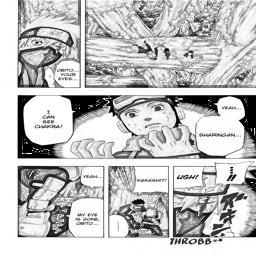 OBITO...
YOUR
EYES...
I
CAN
SEE
CHAKRA!
YEAH...
SHARINGAN...
YEAH...
MY EYE
IS GONE,
OBITO...
KAKASHI?!
UGH!
THROBB